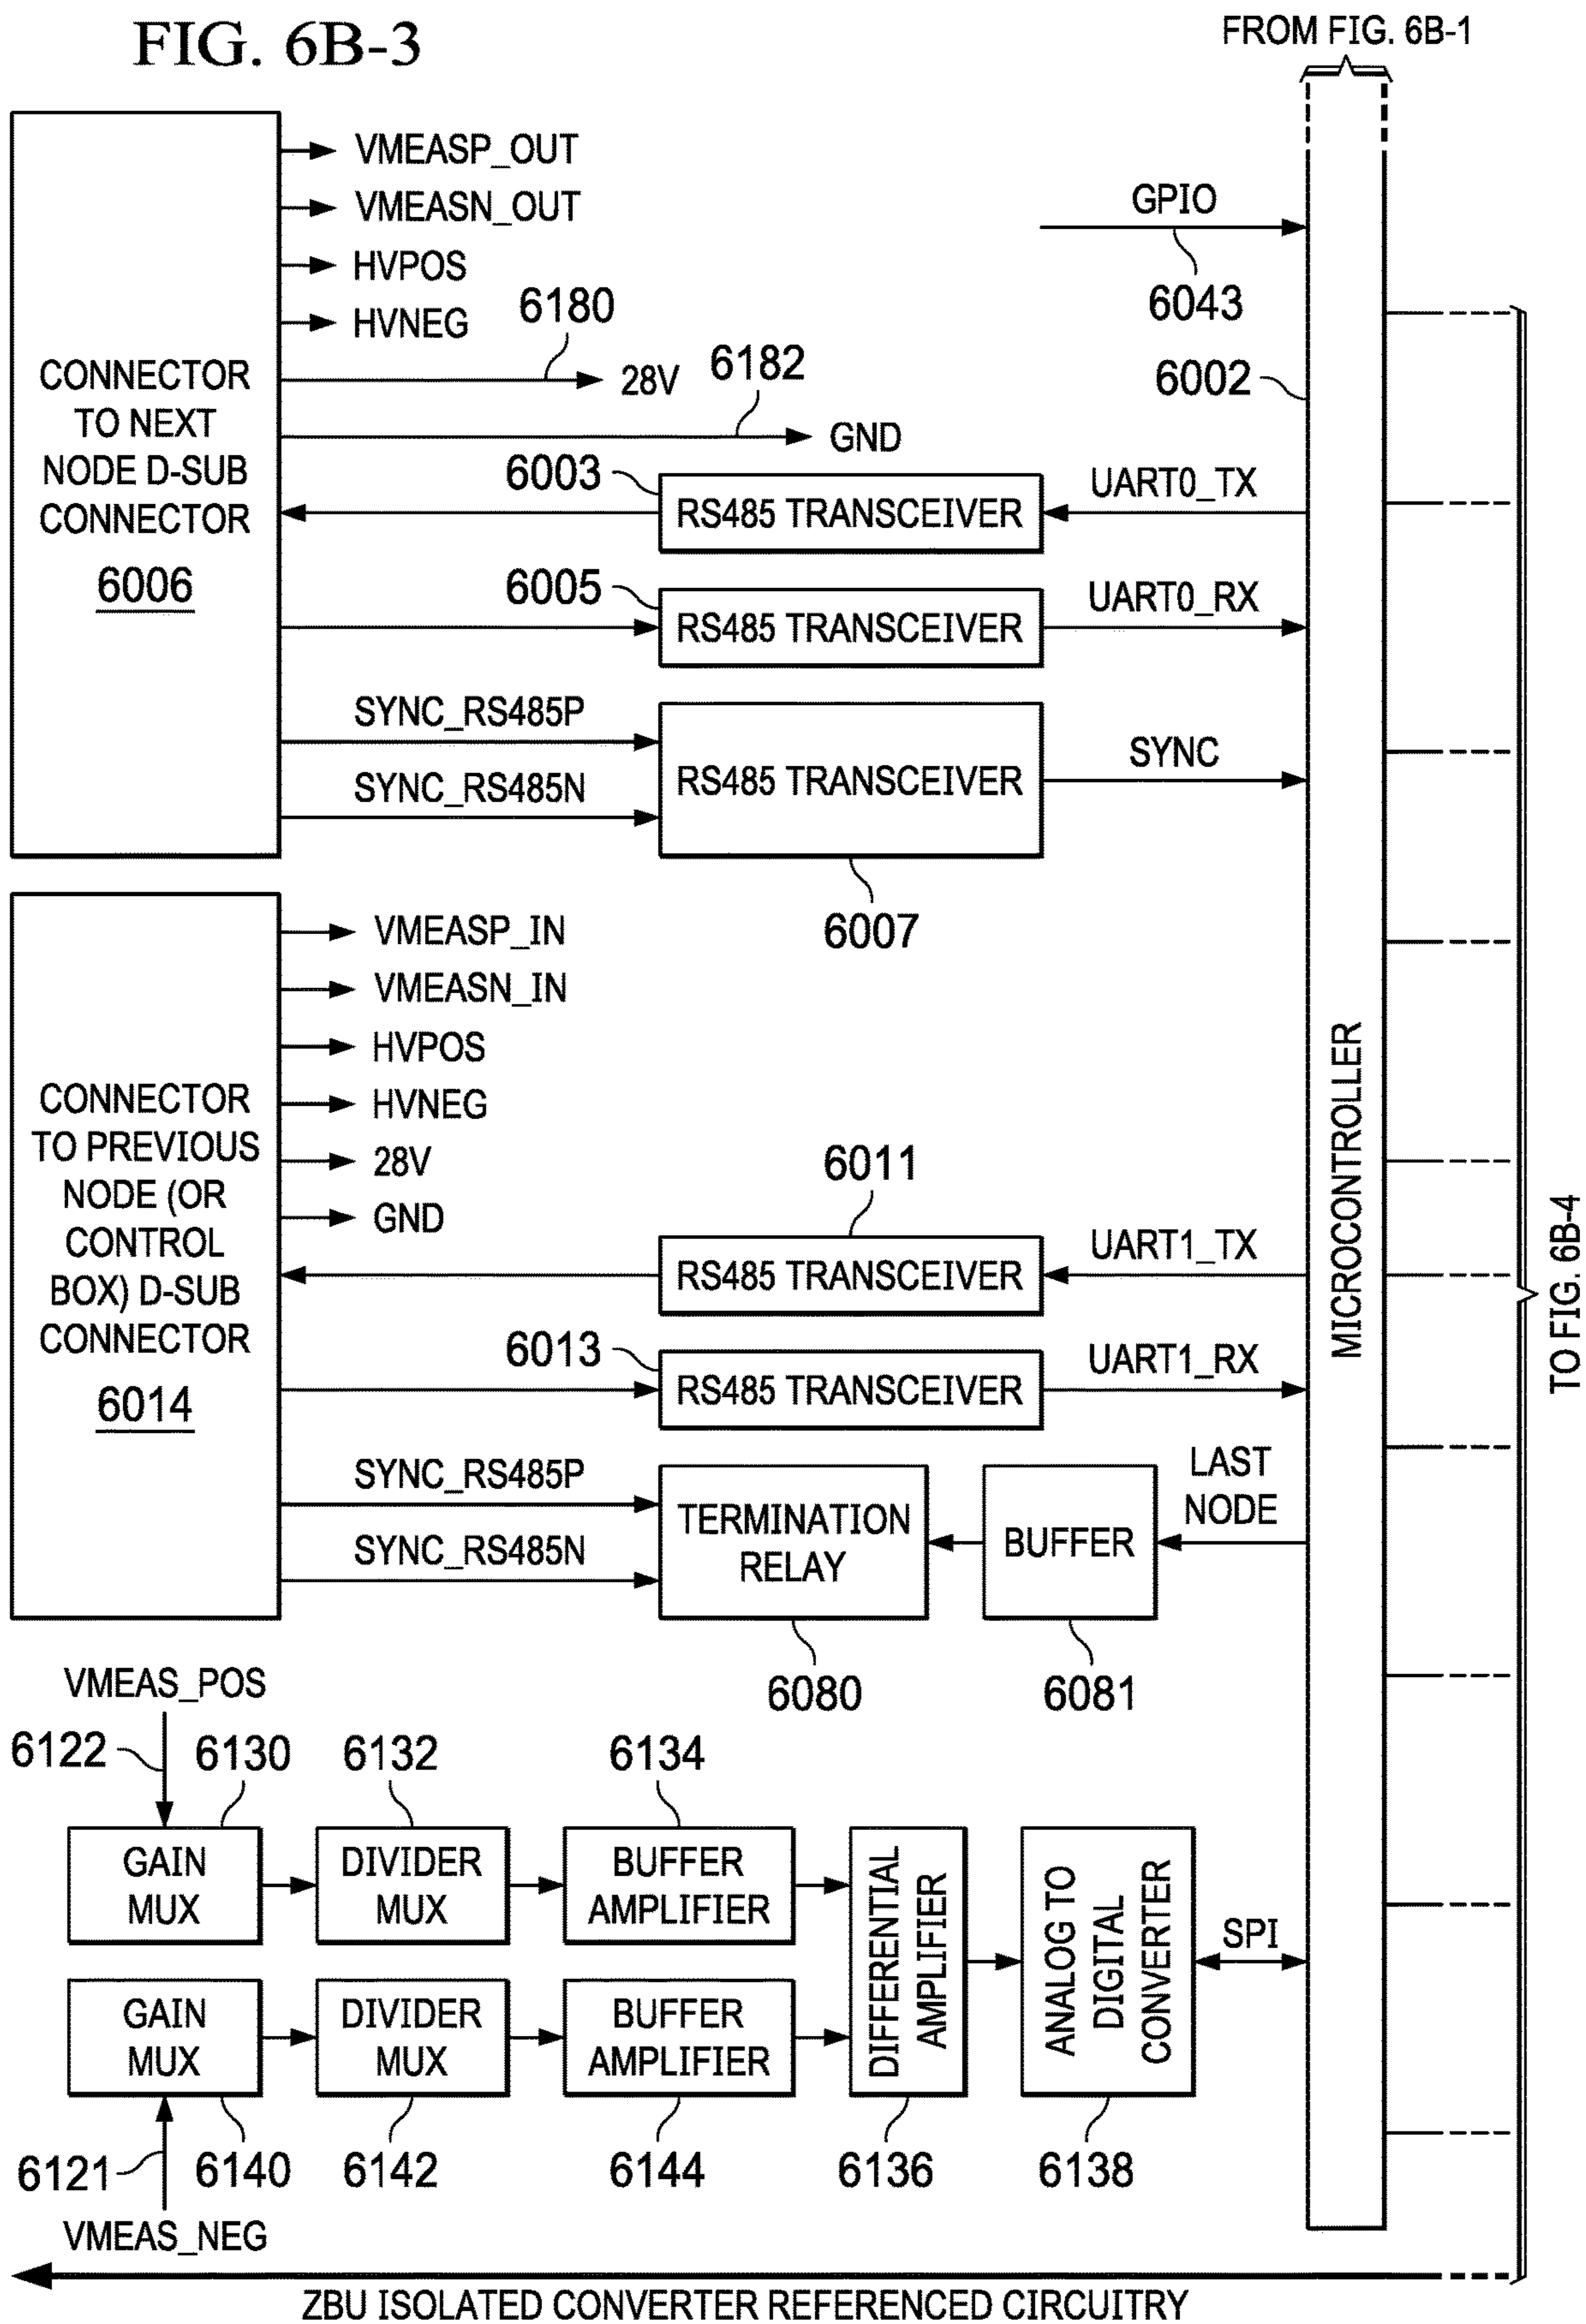 FIG. 6B-3
FROM FIG. 6B-1
CONNECTOR
TO NEXT
NODE D-SUB
CONNECTOR
6006
VMEASP_OUT
VMEASN_OUT
HVPOS
HVNEG
6180
28V
6182
GND
GPIO
6043
6002
6003
RS485 TRANSCEIVER
UART0_TX
6005
RS485 TRANSCEIVER
UART0_RX
SYNC_RS485P
SYNC_RS485N
RS485 TRANSCEIVER
SYNC
6007
CONNECTOR
TO PREVIOUS
NODE (OR
CONTROL
BOX) D-SUB
CONNECTOR
6014
VMEASP_IN
VMEASN_IN
HVPOS
HVNEG
28V
GND
6011
RS485 TRANSCEIVER
UART1_TX
6013
RS485 TRANSCEIVER
UART1_RX
SYNC_RS485P
SYNC_RS485N
TERMINATION
RELAY
6080
BUFFER
6081
LAST
NODE
MICROCONTROLLER
TO FIG. 6B-4
VMEAS_POS
6122
6130
6132
6134
GAIN
MUX
DIVIDER
MUX
BUFFER
AMPLIFIER
DIFFERENTIAL
AMPLIFIER
ANALOG TO
DIGITAL
CONVERTER
SPI
GAIN
MUX
DIVIDER
MUX
BUFFER
AMPLIFIER
6121
6140
6142
6144
6136
6138
VMEAS_NEG
ZBU ISOLATED CONVERTER REFERENCED CIRCUITRY